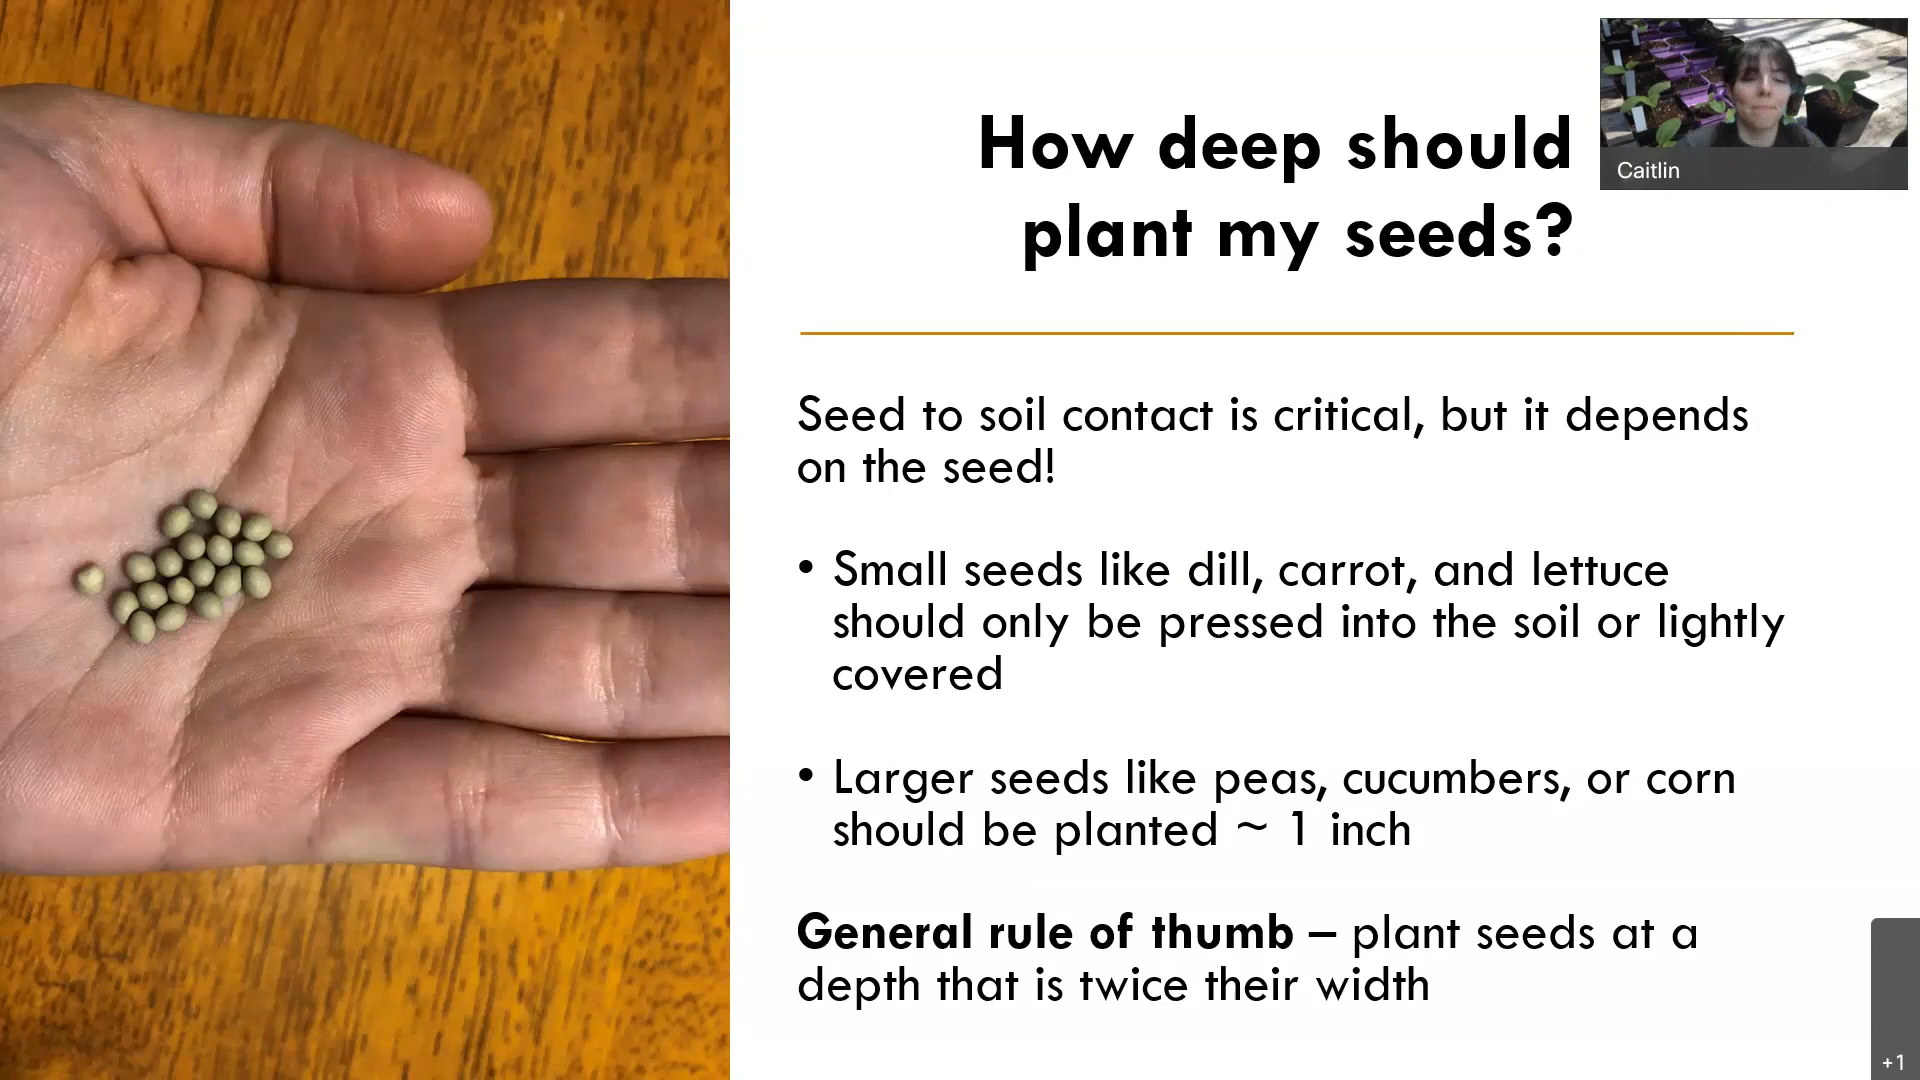 How deep should
plant my seeds?
Caitlin
Seed to soil contact is critical, but it depends
on the seed!
• Small seeds like dill, carrot, and lettuce
should only be pressed into the soil or lightly
covered
• Larger seeds like peas, cucumbers, or corn
should be planted ~ 1 inch
General rule of thumb – plant seeds at a
depth that is twice their width
+1